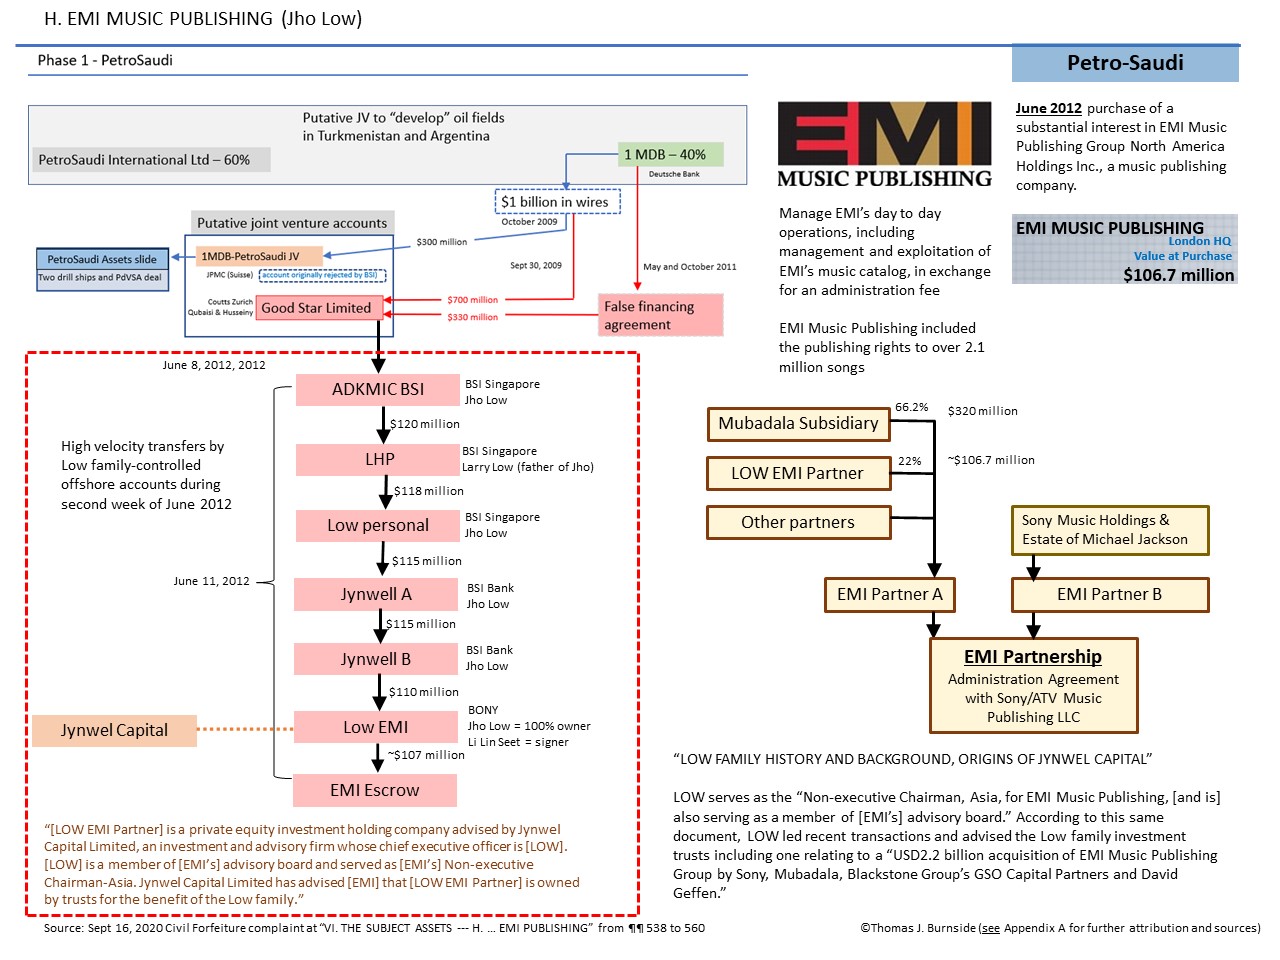 H. EMI MUSIC PUBLISHING (Jho Low)
Phase 1 - PetroSaudi
Petro-Saudi
Putative JV to “develop” oil fields
in Turkmenistan and Argentina
PetroSaudi International Ltd – 60%
1 MDB – 40%
Deutsche Bank
$1 billion in wires
October 2009
Putative joint venture accounts
$300 million
1MDB-PetroSaudi JV
JPMC (Suisse)
account originally rejected by BSI)
PetroSaudi Assets slide
Two drill ships and PdVSA deal
Sept 30, 2009
May and October 2011
Coutts Zurich
Qubaisi & Husseiny
Good Star Limited
$700 million
$330 million
False financing
agreement
EMI
MUSIC PUBLISHING
Manage EMI’s day to day
operations, including
management and exploitation of
EMI’s music catalog, in exchange
for an administration fee
EMI Music Publishing included
the publishing rights to over 2.1
million songs
June 2012 purchase of a
substantial interest in EMI Music
Publishing Group North America
Holdings Inc., a music publishing
company.
EMI MUSIC PUBLISHING
London HQ
Value at Purchase
$106.7 million
June 8, 2012, 2012
High velocity transfers by
Low family-controlled
offshore accounts during
second week of June 2012
June 11, 2012
ADKMIC BSI
BSI Singapore
Jho Low
$120 million
LHP
BSI Singapore
Larry Low (father of Jho)
$118 million
Low personal
BSI Singapore
Jho Low
$115 million
Jynwell A
BSI Bank
Jho Low
$115 million
Jynwell B
BSI Bank
Jho Low
$110 million
Jynwel Capital
Low EMI
BONY
Jho Low = 100% owner
Li Lin Seet = signer
~$107 million
EMI Escrow
“[LOW EMI Partner] is a private equity investment holding company advised by Jynwel
Capital Limited, an investment and advisory firm whose chief executive officer is [LOW].
[LOW] is a member of [EMI’s] advisory board and served as [EMI’s] Non-executive
Chairman-Asia. Jynwel Capital Limited has advised [EMI] that [LOW EMI Partner] is owned
by trusts for the benefit of the Low family.”
Mubadala Subsidiary
66.2%
$320 million
LOW EMI Partner
22%
~$106.7 million
Other partners
Sony Music Holdings &
Estate of Michael Jackson
EMI Partner A
EMI Partner B
EMI Partnership
Administration Agreement
with Sony/ATV Music
Publishing LLC
“LOW FAMILY HISTORY AND BACKGROUND, ORIGINS OF JYNWEL CAPITAL”
LOW serves as the “Non-executive Chairman, Asia, for EMI Music Publishing, [and is]
also serving as a member of [EMI’s] advisory board.” According to this same
document, LOW led recent transactions and advised the Low family investment
trusts including one relating to a “USD2.2 billion acquisition of EMI Music Publishing
Group by Sony, Mubadala, Blackstone Group’s GSO Capital Partners and David
Geffen.”
Source: Sept 16, 2020 Civil Forfeiture complaint at “VI. THE SUBJECT ASSETS --- H. … EMI PUBLISHING” from ¶¶ 538 to 560
©Thomas J. Burnside (see Appendix A for further attribution and sources)